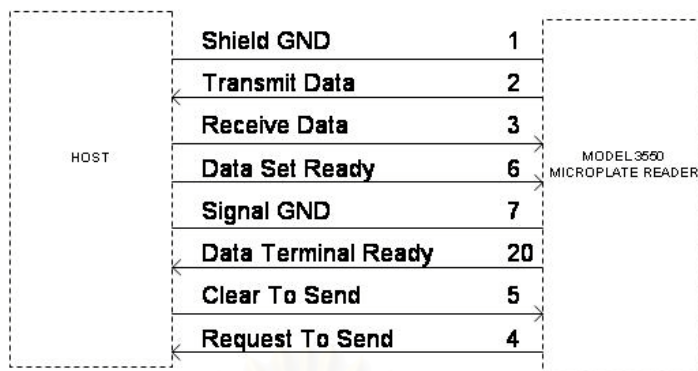 Shield GND 1
Transmit Data 2
Receive Data 3
HOST
MODEL 3550
MICROPLATE READER
Data Set Ready 6
Signal GND 7
Data Terminal Ready 20
Clear To Send 5
Request To Send 4